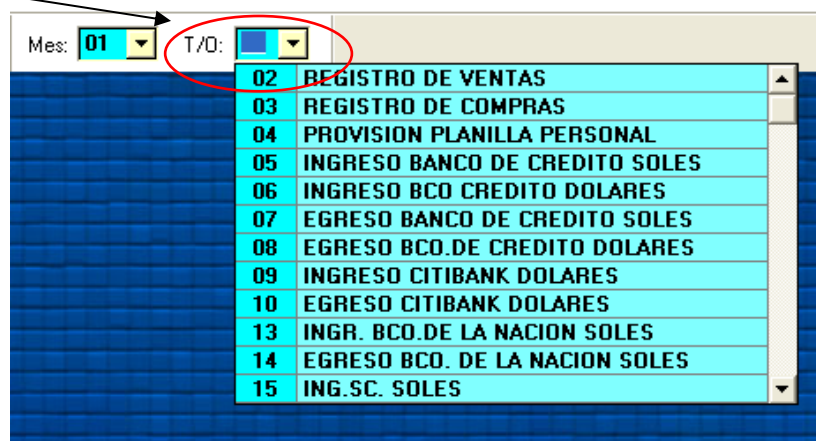 Mes: 01 T/O:
02 REGISTRO DE VENTAS
03 REGISTRO DE COMPRAS
04 PROVISION PLANILLA PERSONAL
05 INGRESO BANCO DE CREDITO SOLES
06 INGRESO BCO CREDITO DOLARES
07 EGRESO BANCO DE CREDITO SOLES
08 EGRESO BCO.DE CREDITO DOLARES
09 INGRESO CITIBANK DOLARES
10 EGRESO CITIBANK DOLARES
13 INGR. BCO.DE LA NACION SOLES
14 EGRESO BCO. DE LA NACION SOLES
15 ING.SC. SOLES